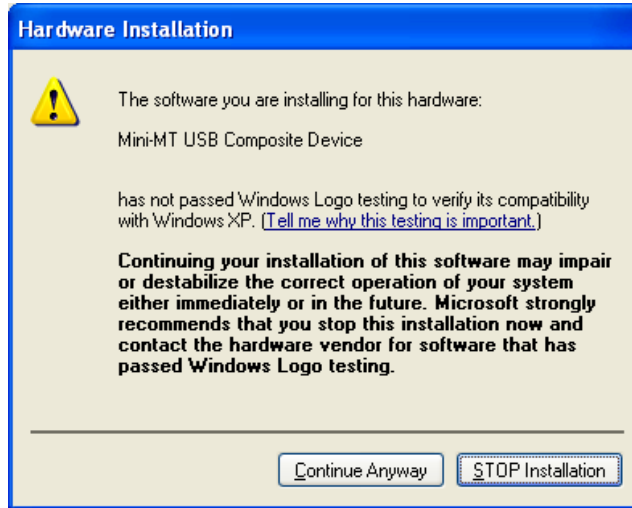 Hardware Installation
The software you are installing for this hardware:
Mini-MT USB Composite Device
has not passed Windows Logo testing to verify its compatibility
with Windows XP. (Tell me why this testing is important.)
Continuing your installation of this software may impair
or destabilize the correct operation of your system
either immediately or in the future. Microsoft strongly
recommends that you stop this installation now and
contact the hardware vendor for software that has
passed Windows Logo testing.
Continue Anyway STOP Installation